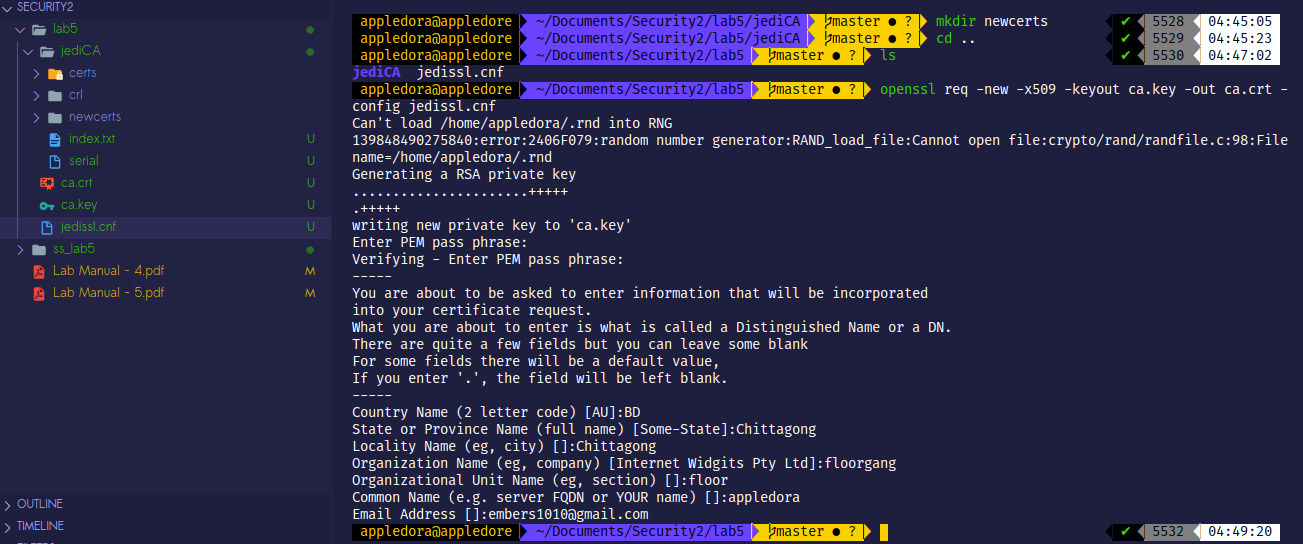 SECURITY2
lab5
jediCA
certs
crl
newcerts
index.txt U
serial U
ca.crt U
ca.key U
jedissl.cnf U
ss_lab5
Lab Manual - 4.pdf M
Lab Manual - 5.pdf M
OUTLINE
TIMELINE
appledora@appledore ~/Documents/Security2/lab5/jediCA master ● ? mkdir newcerts ✔ 5528 04:45:05
appledora@appledore ~/Documents/Security2/lab5/jediCA master ● ? cd .. ✔ 5529 04:45:23
appledora@appledore ~/Documents/Security2/lab5 master ● ? ls ✔ 5530 04:47:02
jediCA jedissl.cnf
appledora@appledore ~/Documents/Security2/lab5 master ● ? openssl req -new -x509 -keyout ca.key -out ca.crt -
config jedissl.cnf
Can't load /home/appledora/.rnd into RNG
139848490275840:error:2406F079:random number generator:RAND_load_file:Cannot open file:crypto/rand/randfile.c:98:File
name=/home/appledora/.rnd
Generating a RSA private key
......................+++++
.+++++
writing new private key to 'ca.key'
Enter PEM pass phrase:
Verifying - Enter PEM pass phrase:
-----
You are about to be asked to enter information that will be incorporated
into your certificate request.
What you are about to enter is what is called a Distinguished Name or a DN.
There are quite a few fields but you can leave some blank
For some fields there will be a default value,
If you enter '.', the field will be left blank.
-----
Country Name (2 letter code) [AU]:BD
State or Province Name (full name) [Some-State]:Chittagong
Locality Name (eg, city) []:Chittagong
Organization Name (eg, company) [Internet Widgits Pty Ltd]:floorgang
Organizational Unit Name (eg, section) []:floor
Common Name (e.g. server FQDN or YOUR name) []:appledora
Email Address []:embers1010@gmail.com
appledora@appledore ~/Documents/Security2/lab5 master ● ? ✔ 5532 04:49:20